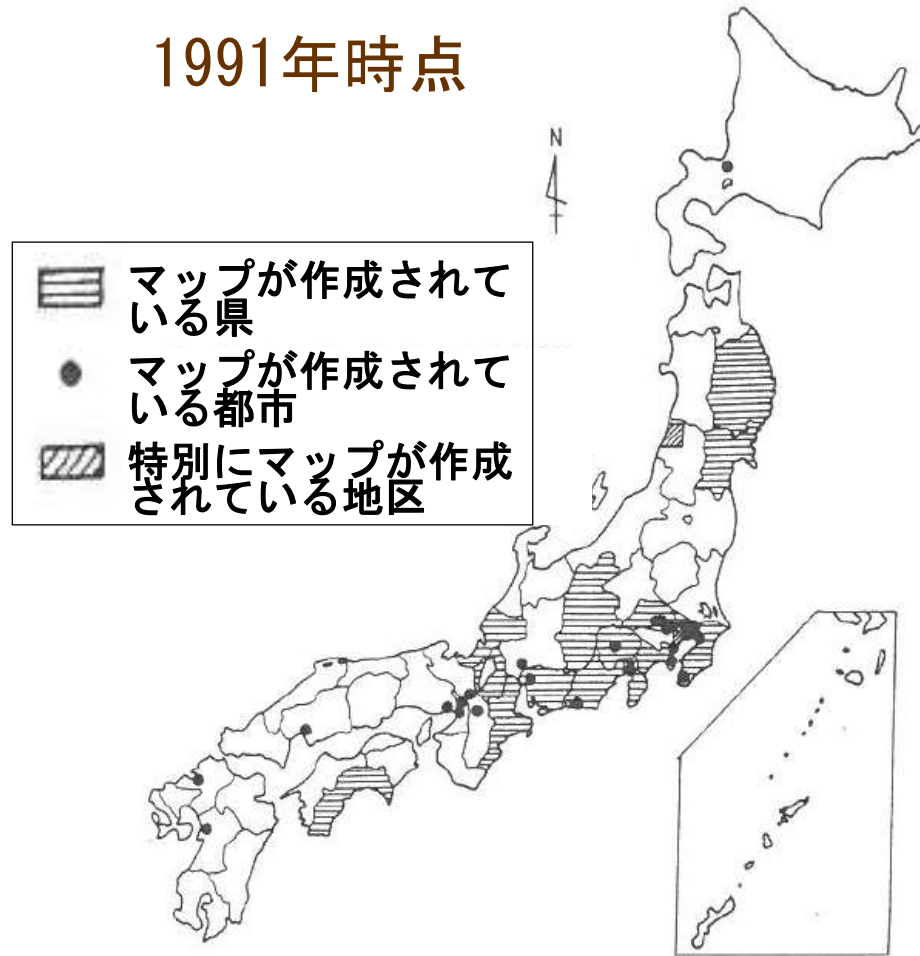 1991年時点
N
マップが作成されて
いる県
マップが作成されて
いる都市
特別にマップが作成
されている地区